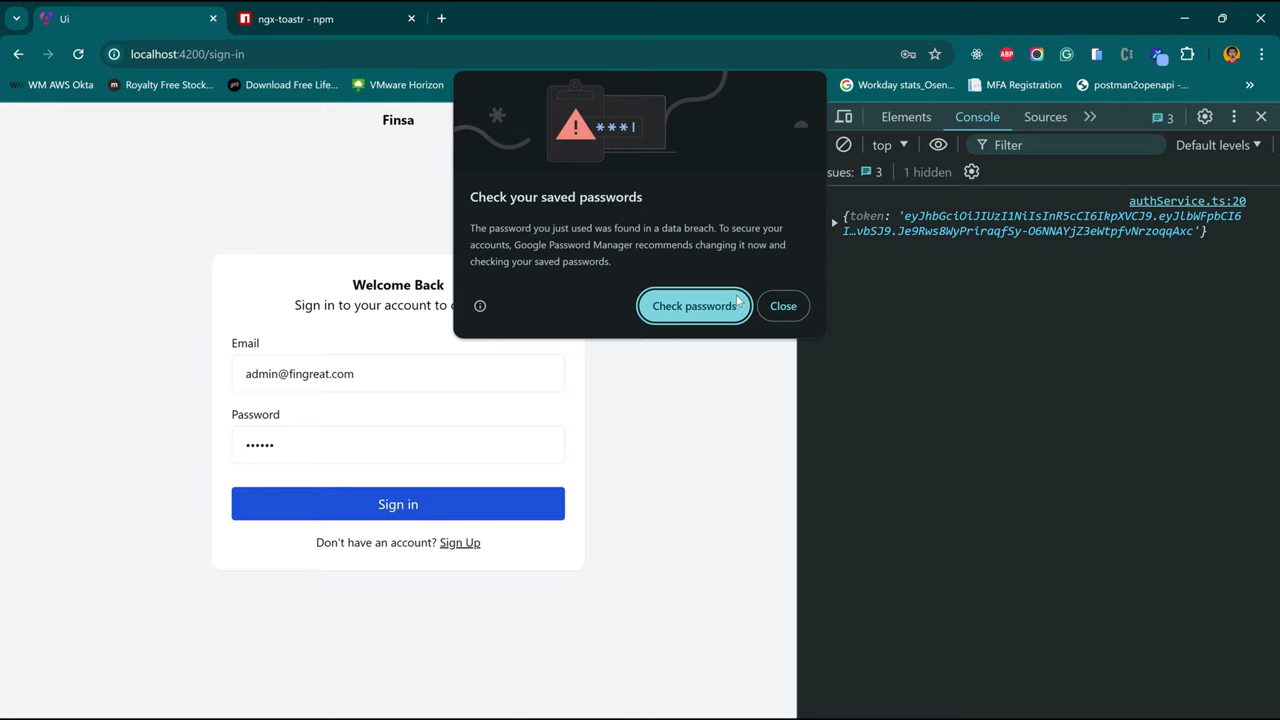 Ui
ngx-toastr - npm
localhost:4200/sign-in
ABP
WM AWS Okta
Royalty Free Stock...
Download Free Life...
VMware Horizon
Workday stats_Osen...
MFA Registration
postman2openapi -...
Finsa
Welcome Back
Sign in to your account to c
Email
admin@fingreat.com
Password
••••••
Sign in
Don't have an account? Sign Up
***|
Check your saved passwords
The password you just used was found in a data breach. To secure your
accounts, Google Password Manager recommends changing it now and
checking your saved passwords.
Check passwords
Close
Elements
Console
Sources
3
top
Filter
Default levels
sues: 3
1 hidden
authService.ts:20
{token: 'eyJhbGciOiJIUzI1NiIsInR5cCI6IkpXVCJ9.eyJlbWFpbCI6
I…vbSJ9.Je9Rws8WyPriraqfSy-O6NNAYjZ3eWtpfvNrzoqqAxc'}